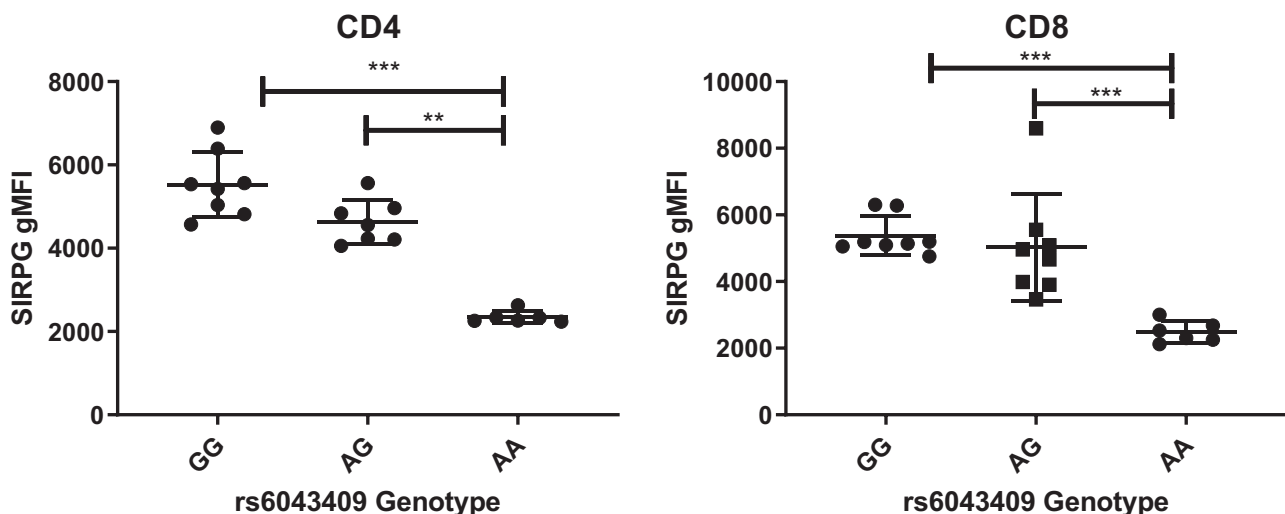 CD4
***
**
8000
6000
4000
2000
0
SIRPG gMFI
GG
AG
AA
rs6043409 Genotype
CD8
***
***
10000
8000
6000
4000
2000
0
SIRPG gMFI
GG
AG
AA
rs6043409 Genotype